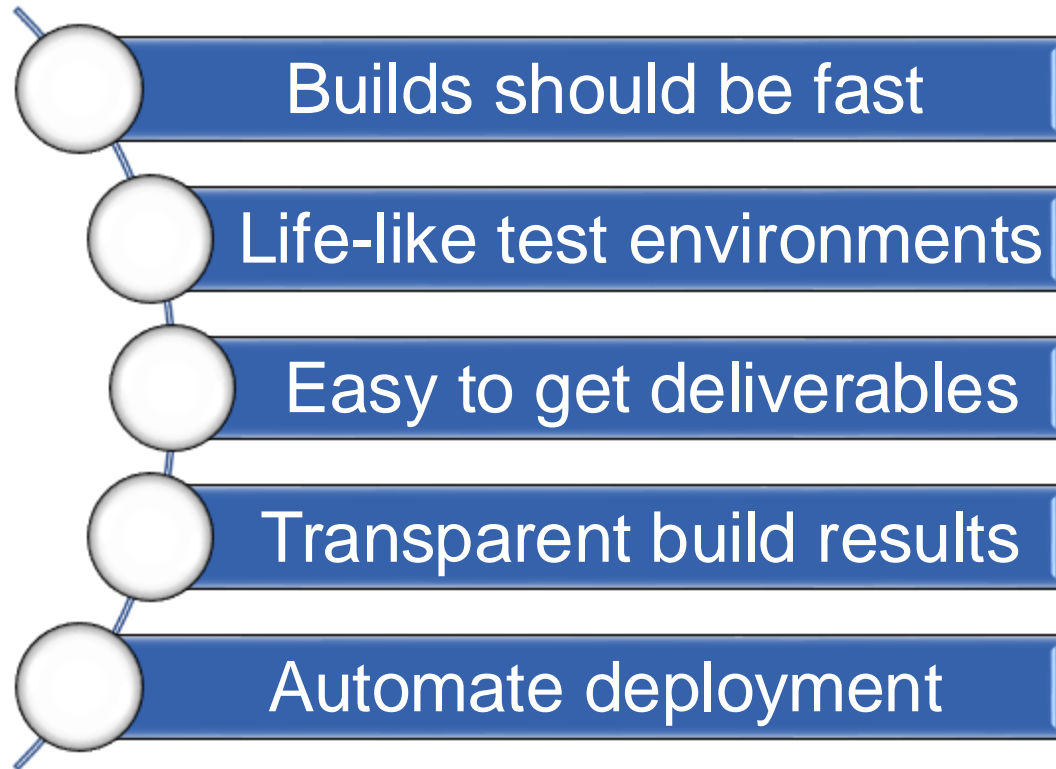 Builds should be fast
Life-like test environments
Easy to get deliverables
Transparent build results
Automate deployment